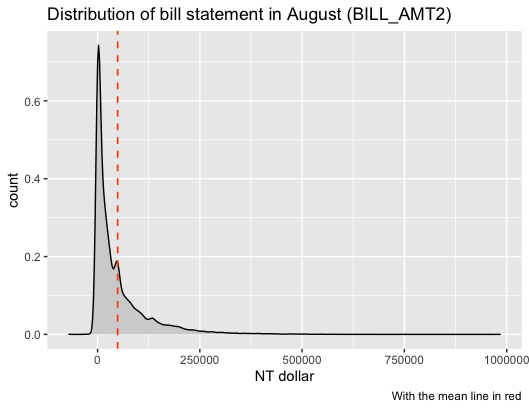 Distribution of bill statement in August (BILL_AMT2)
count
0.6
0.4
0.2
0.0
0
250000
500000
750000
1000000
NT dollar
With the mean line in red